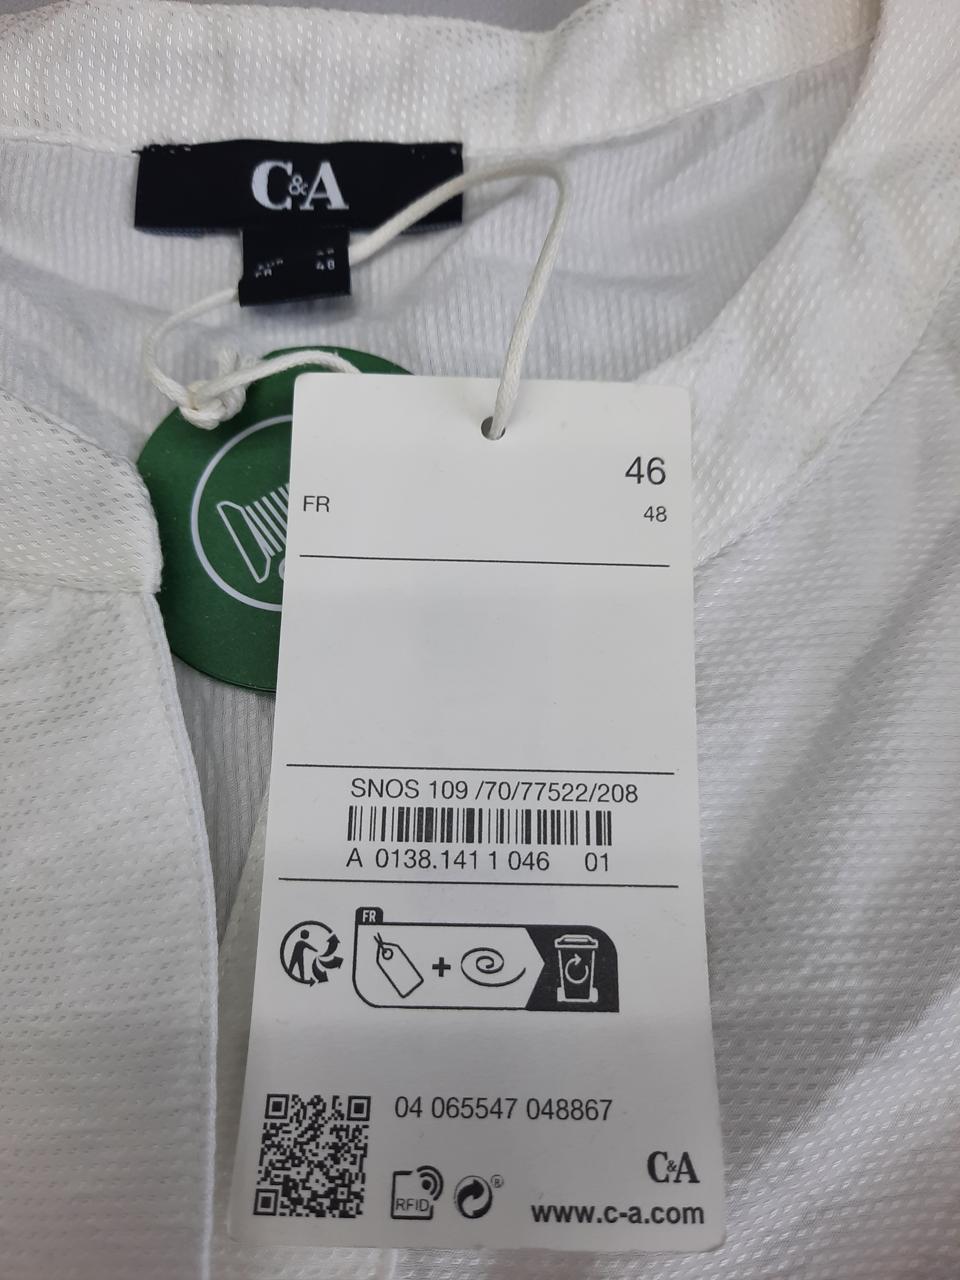 C&A
FR 48
46
FR 48
SNOS 109 /70/77522/208
A 0138.141 1 046 01
FR
+
04 065547 048867
RFID
®
C&A
www.c-a.com